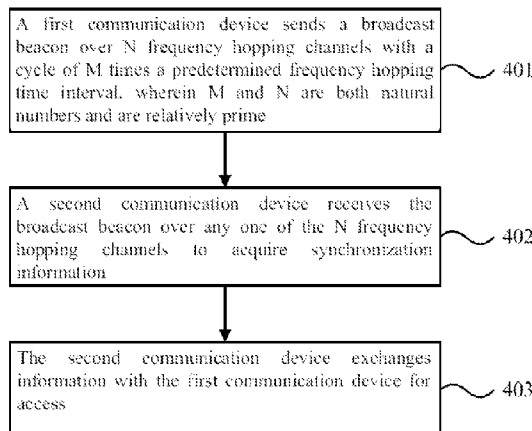 A first communication device sends a broadcast
beacon over N frequency hopping channels with a
cycle of M times a predetermined frequency hopping
time interval, wherein M and N are both natural
numbers and are relatively prime
401
A second communication device receives the
broadcast beacon over any one of the N frequency
hopping channels to acquire synchronization
information
402
The second communication device exchanges
information with the first communication device for
access
403